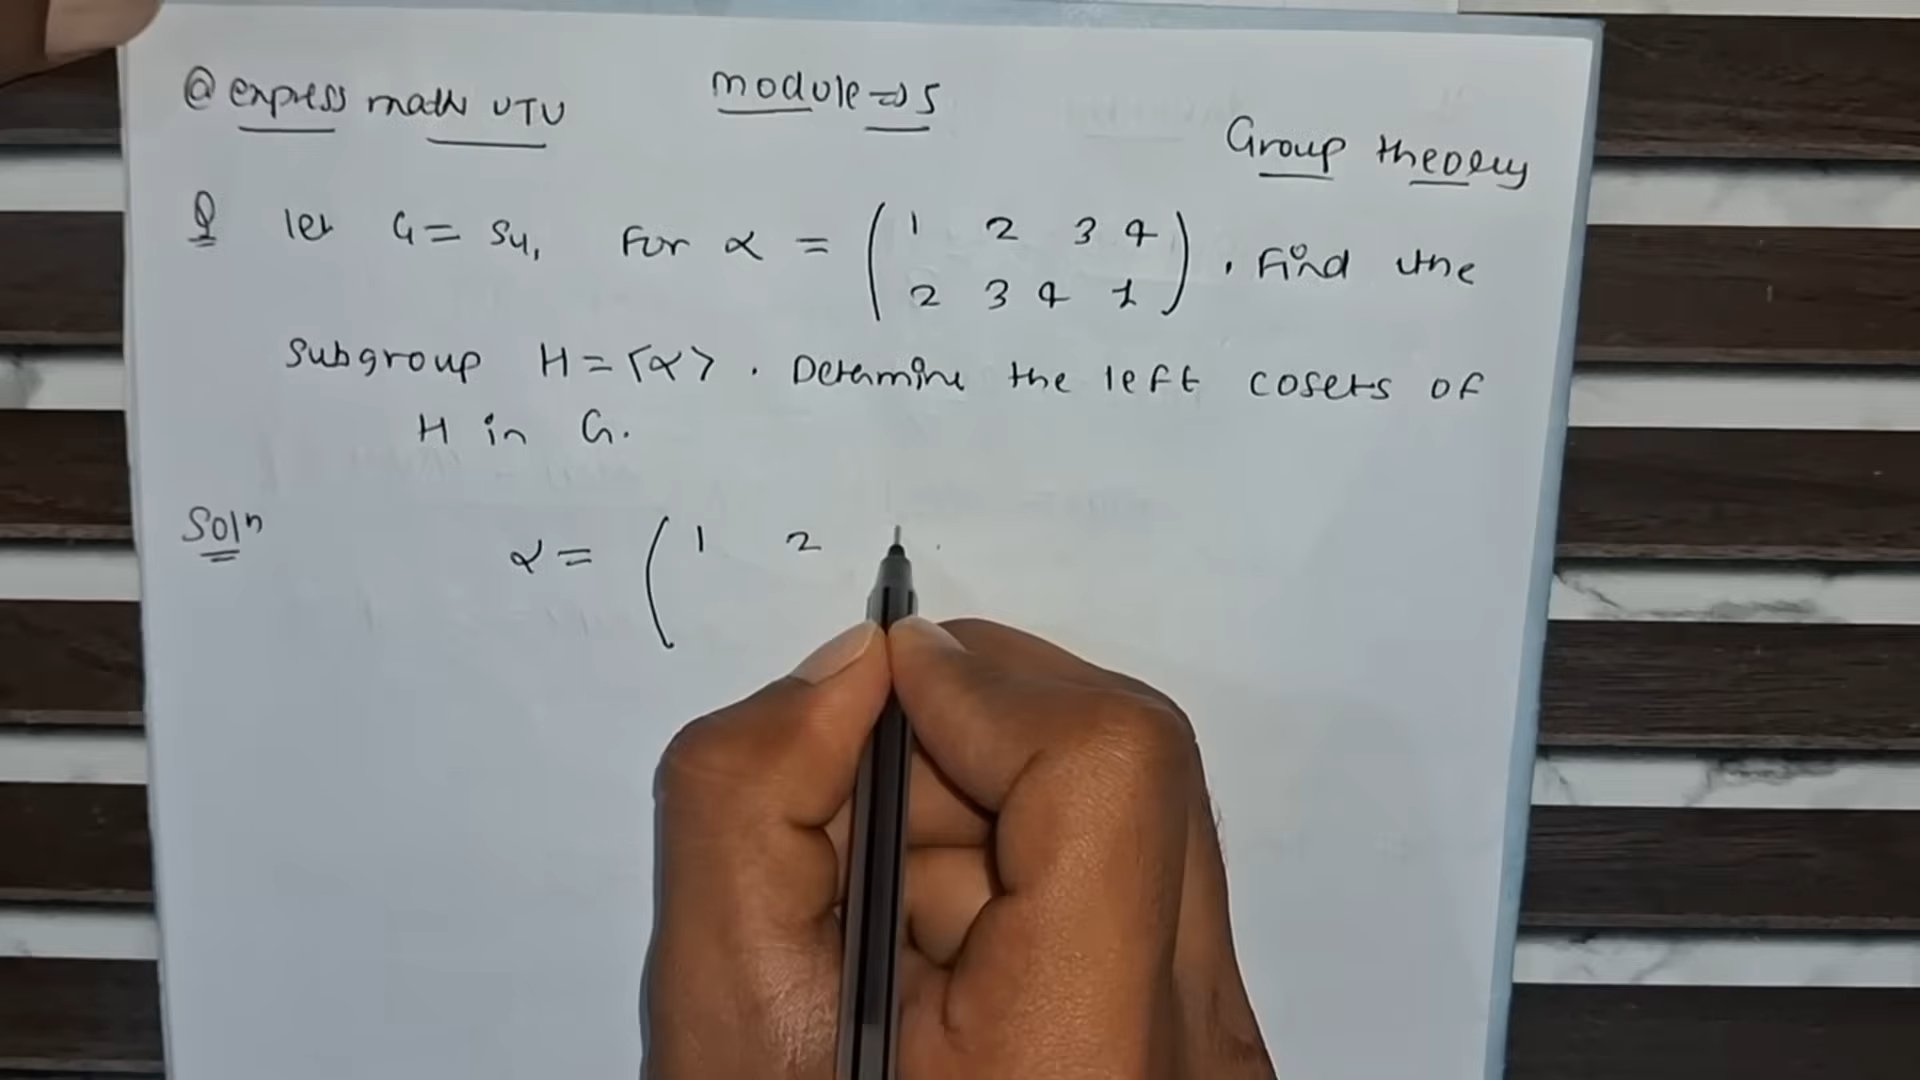 @ express math VTU module => 5
Group theory
Q let G = S4, For α = ( 1 2 3 4
2 3 4 1 ) . Find the
subgroup H = <α> . Determine the left cosets of
H in G.
Soln α = ( 1 2